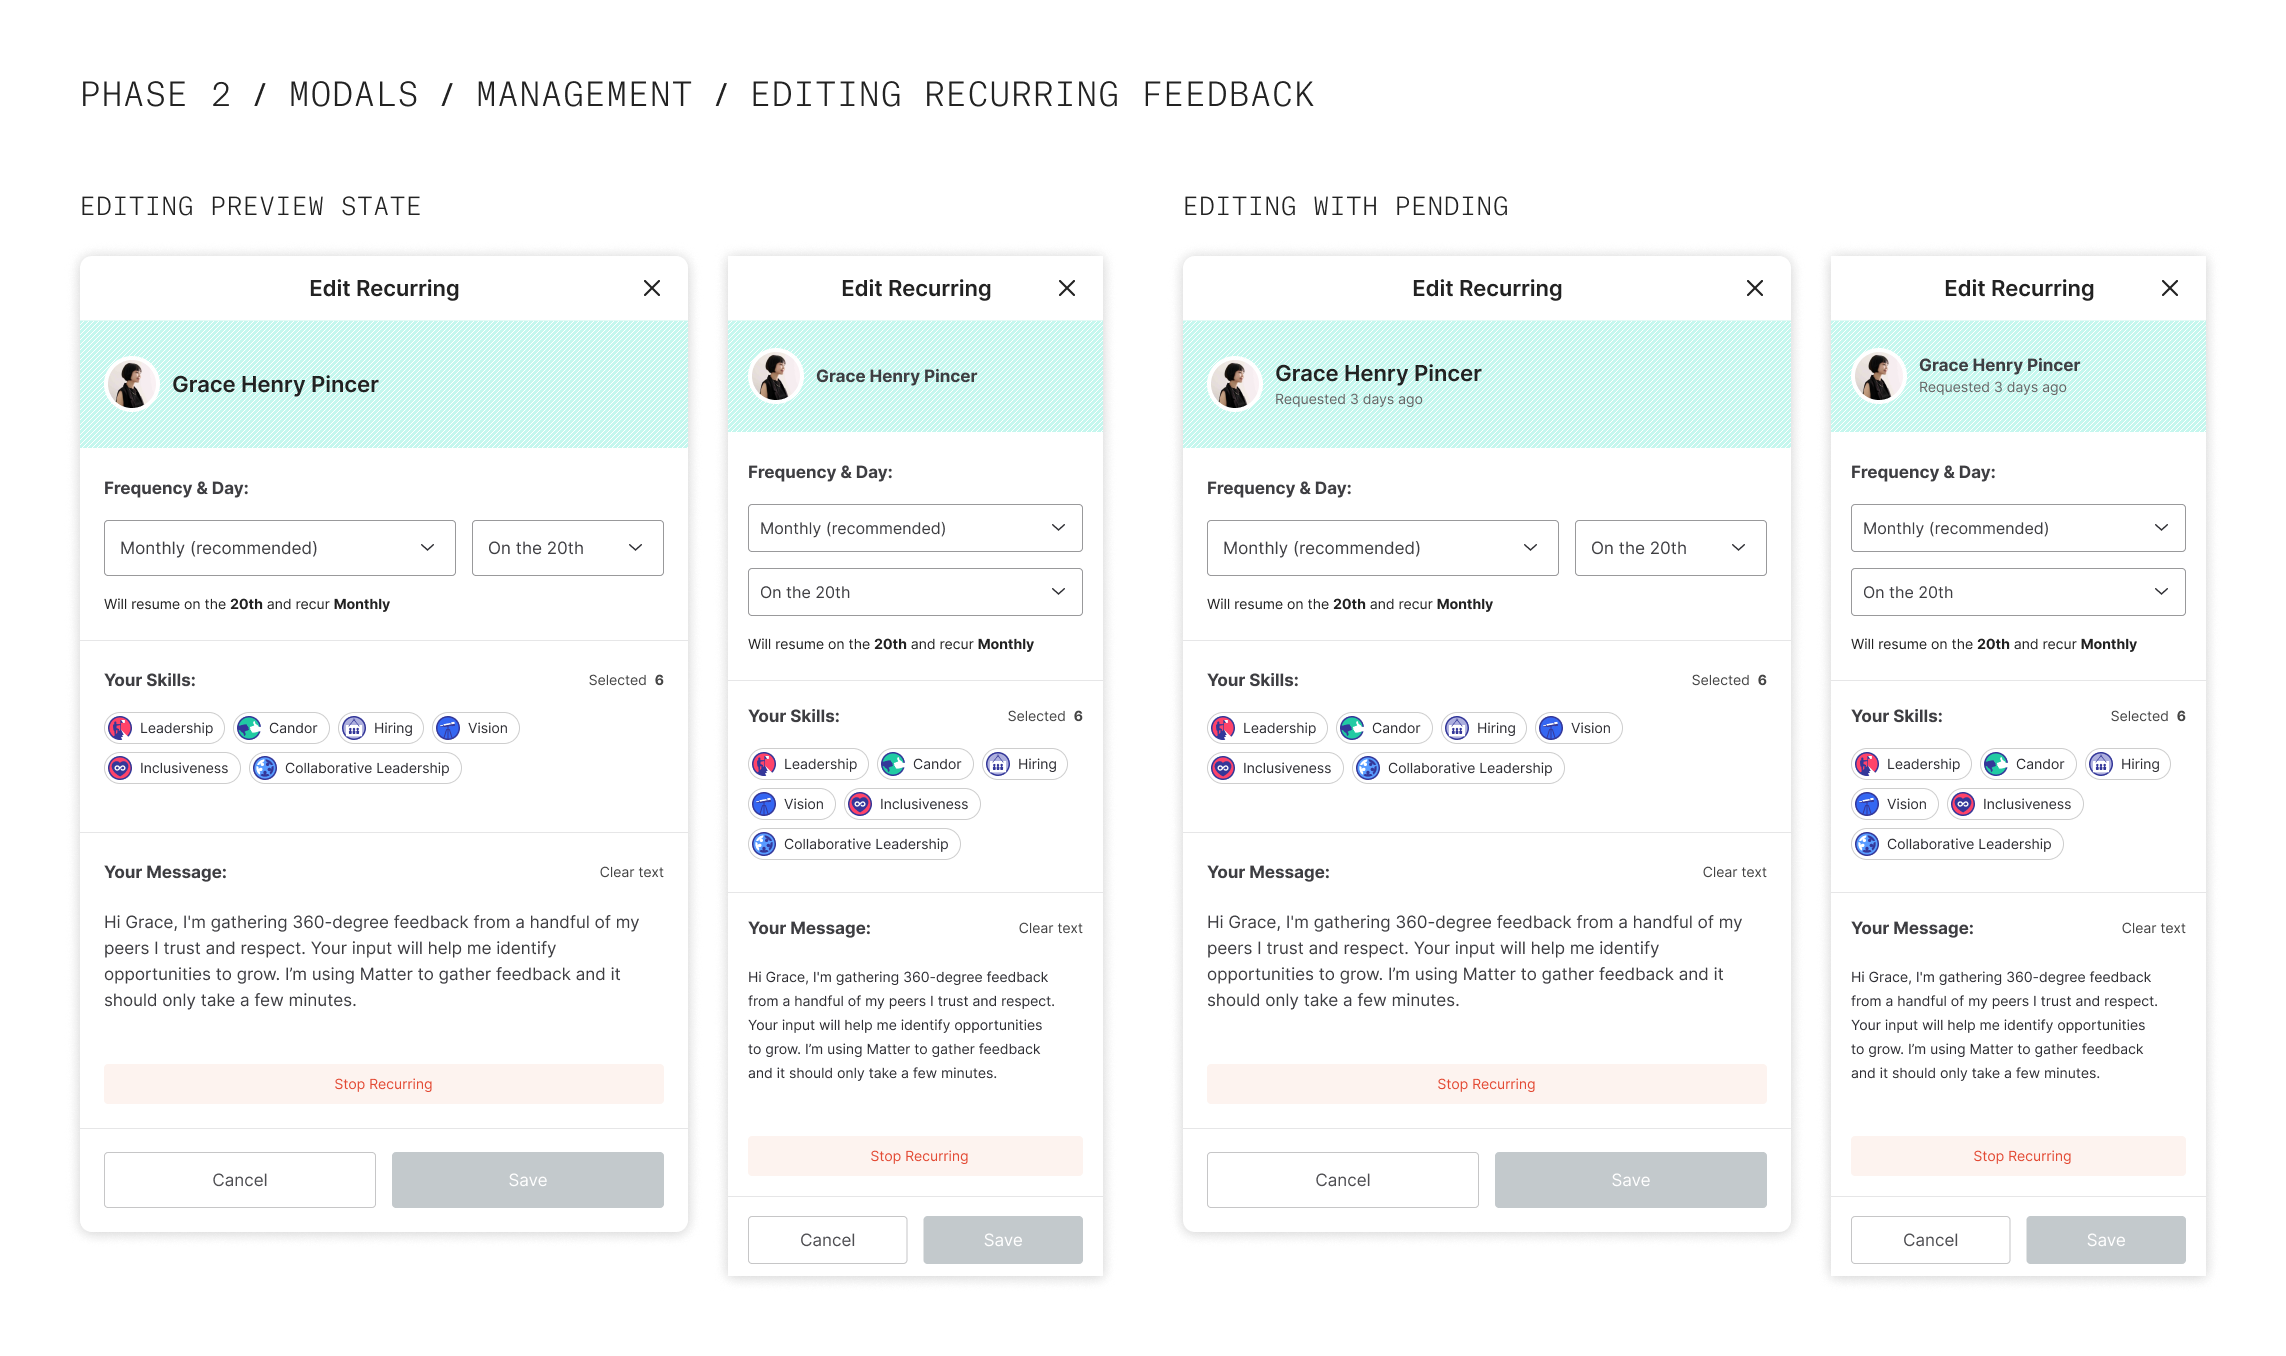 PHASE 2 / MODALS / MANAGEMENT / EDITING RECURRING FEEDBACK
EDITING PREVIEW STATE
Edit Recurring
Grace Henry Pincer
Frequency & Day:
Monthly (recommended)
On the 20th
Will resume on the 20th and recur Monthly
Your Skills:
Selected 6
Leadership
Candor
Hiring
Vision
Inclusiveness
Collaborative Leadership
Your Message:
Clear text
Hi Grace, I'm gathering 360-degree feedback from a handful of my
peers I trust and respect. Your input will help me identify
opportunities to grow. I’m using Matter to gather feedback and it
should only take a few minutes.
Stop Recurring
Cancel
Save
Edit Recurring
Grace Henry Pincer
Frequency & Day:
Monthly (recommended)
On the 20th
Will resume on the 20th and recur Monthly
Your Skills:
Selected 6
Leadership
Candor
Hiring
Vision
Inclusiveness
Collaborative Leadership
Your Message:
Clear text
Hi Grace, I'm gathering 360-degree feedback
from a handful of my peers I trust and respect.
Your input will help me identify opportunities
to grow. I’m using Matter to gather feedback
and it should only take a few minutes.
Stop Recurring
Cancel
Save
EDITING WITH PENDING
Edit Recurring
Grace Henry Pincer
Requested 3 days ago
Frequency & Day:
Monthly (recommended)
On the 20th
Will resume on the 20th and recur Monthly
Your Skills:
Selected 6
Leadership
Candor
Hiring
Vision
Inclusiveness
Collaborative Leadership
Your Message:
Clear text
Hi Grace, I'm gathering 360-degree feedback from a handful of my
peers I trust and respect. Your input will help me identify
opportunities to grow. I’m using Matter to gather feedback and it
should only take a few minutes.
Stop Recurring
Cancel
Save
Edit Recurring
Grace Henry Pincer
Requested 3 days ago
Frequency & Day:
Monthly (recommended)
On the 20th
Will resume on the 20th and recur Monthly
Your Skills:
Selected 6
Leadership
Candor
Hiring
Vision
Inclusiveness
Collaborative Leadership
Your Message:
Clear text
Hi Grace, I'm gathering 360-degree feedback
from a handful of my peers I trust and respect.
Your input will help me identify opportunities
to grow. I’m using Matter to gather feedback
and it should only take a few minutes.
Stop Recurring
Cancel
Save